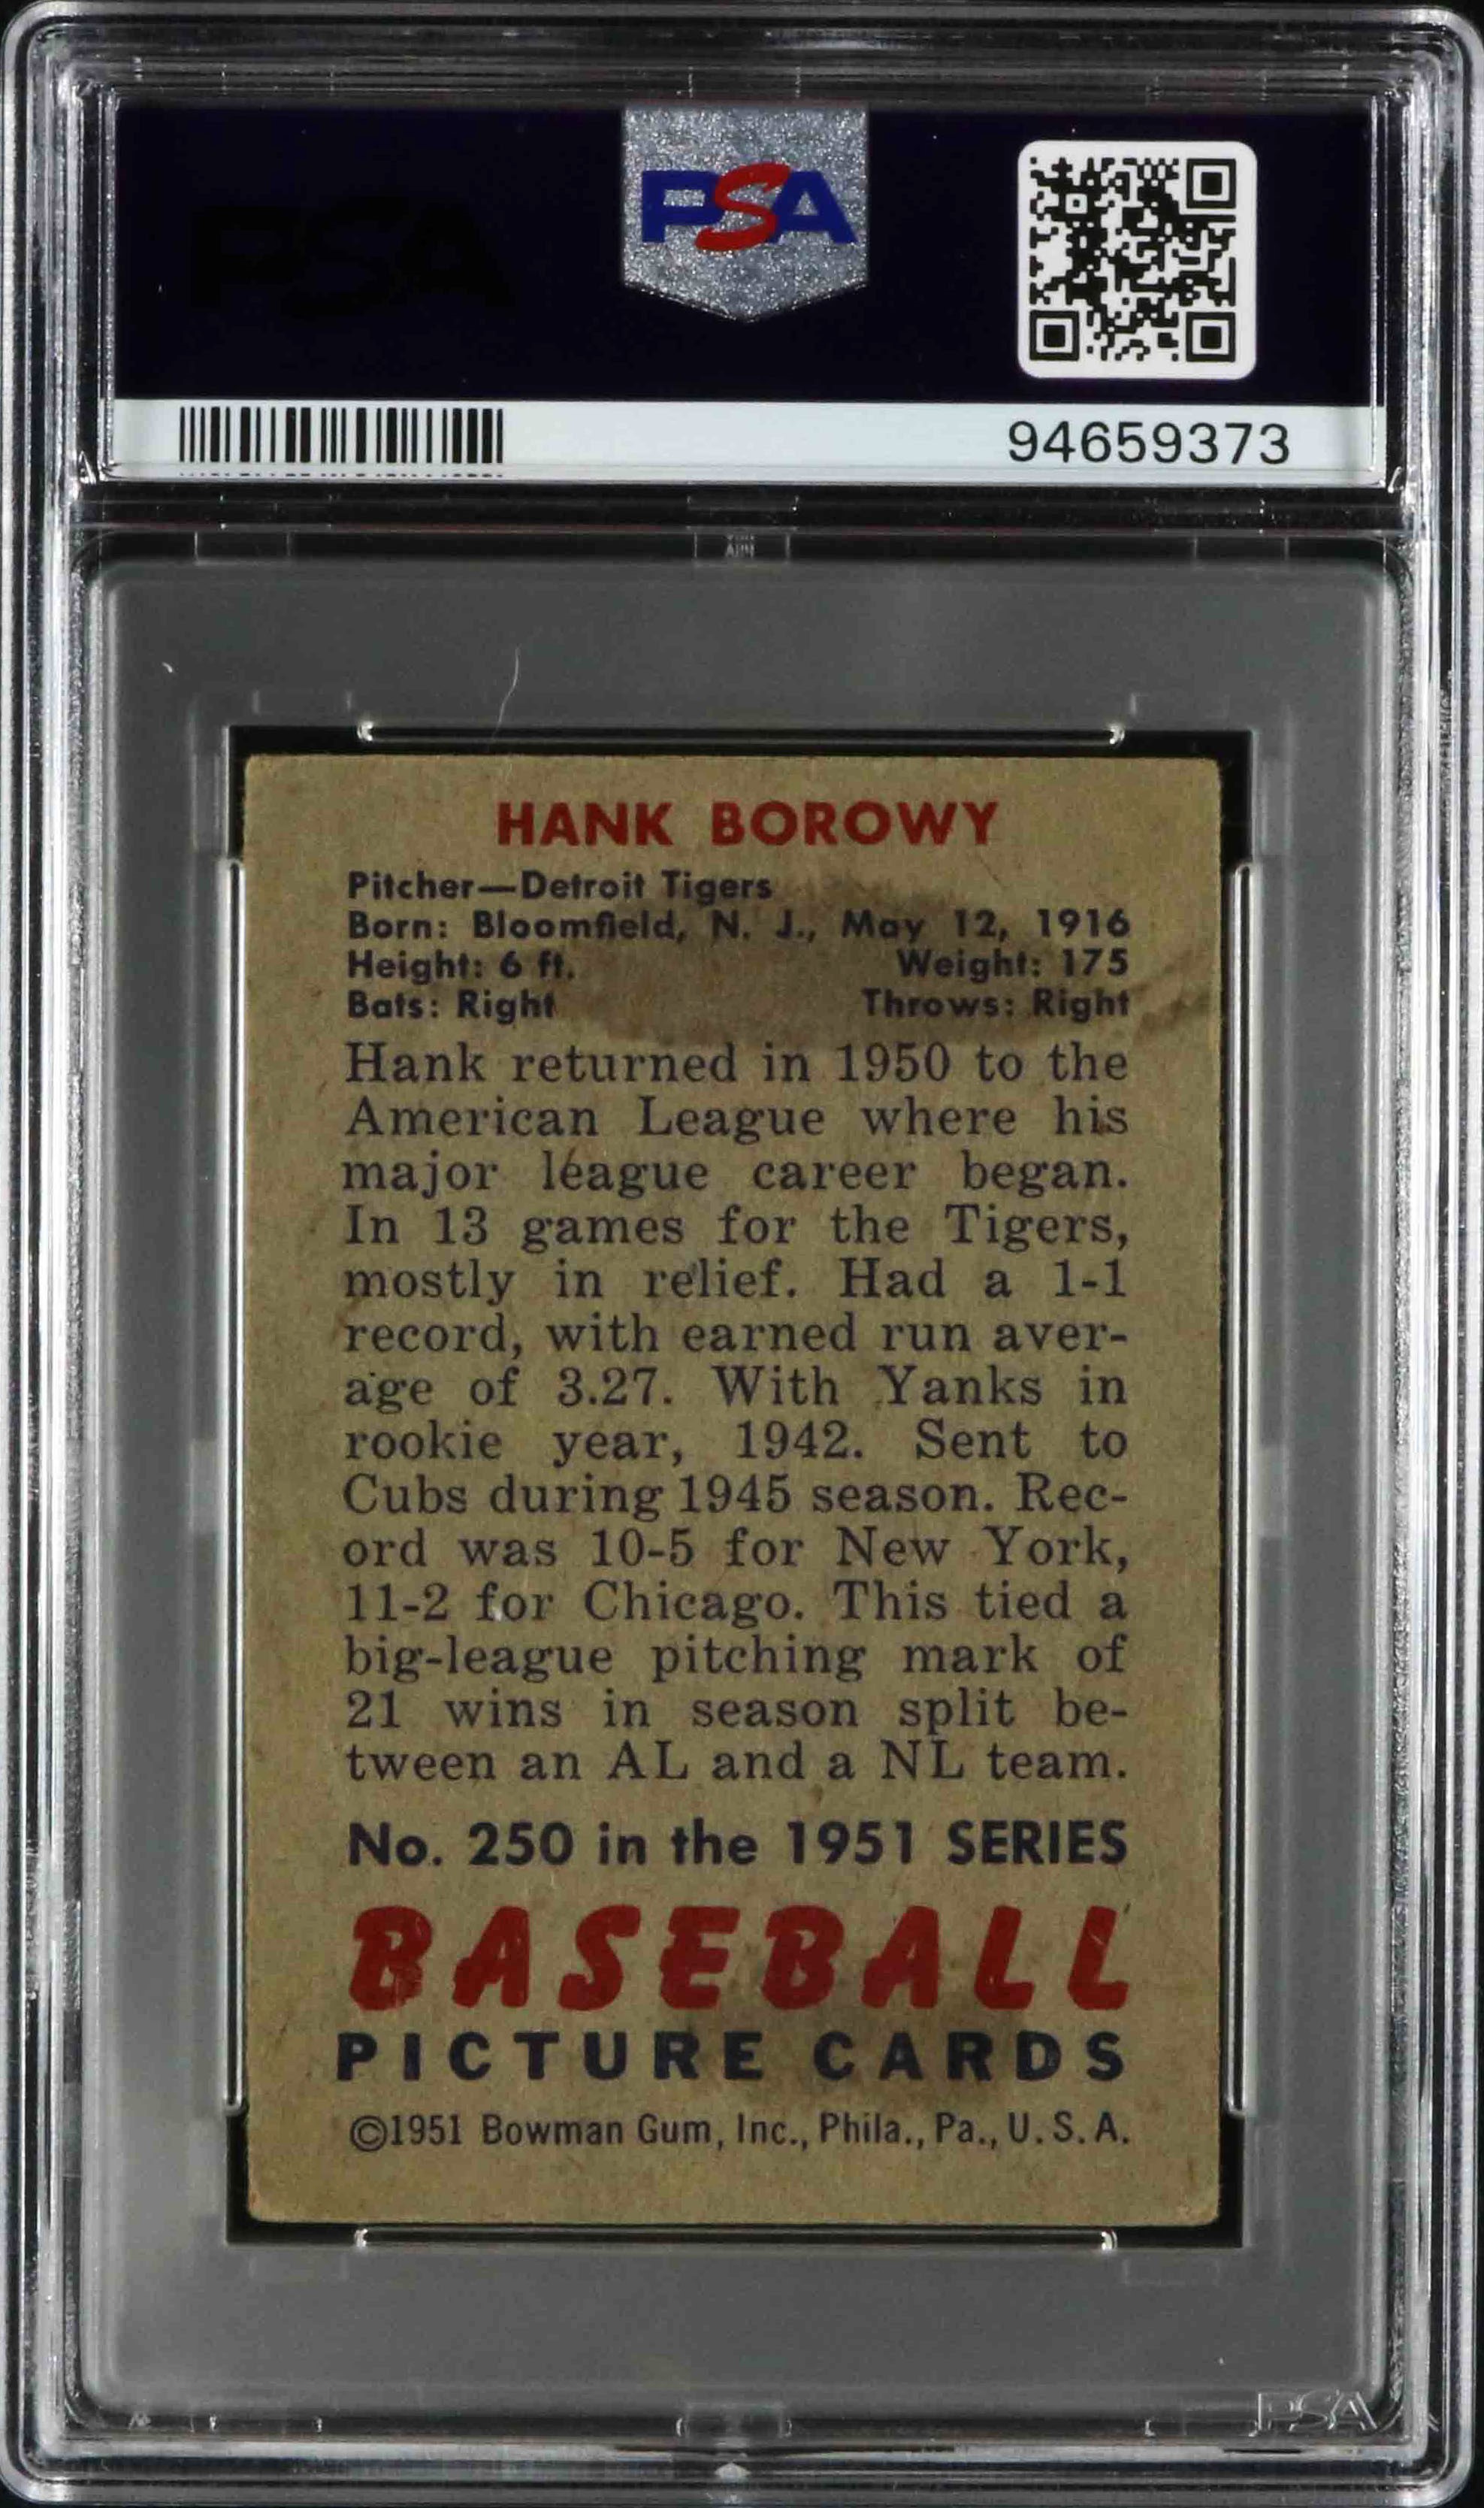 PSA
PSA
94659373
HANK BOROWY
Pitcher—Detroit Tigers
Born: Bloomfield, N. J., May 12, 1916
Height: 6 ft. Weight: 175
Bats: Right Throws: Right
Hank returned in 1950 to the
American League where his
major league career began.
In 13 games for the Tigers,
mostly in relief. Had a 1-1
record, with earned run aver-
age of 3.27. With Yanks in
rookie year, 1942. Sent to
Cubs during 1945 season. Rec-
ord was 10-5 for New York,
11-2 for Chicago. This tied a
big-league pitching mark of
21 wins in season split be-
tween an AL and a NL team.
No. 250 in the 1951 SERIES
BASEBALL
PICTURE CARDS
©1951 Bowman Gum, Inc., Phila., Pa., U.S.A.
PSA